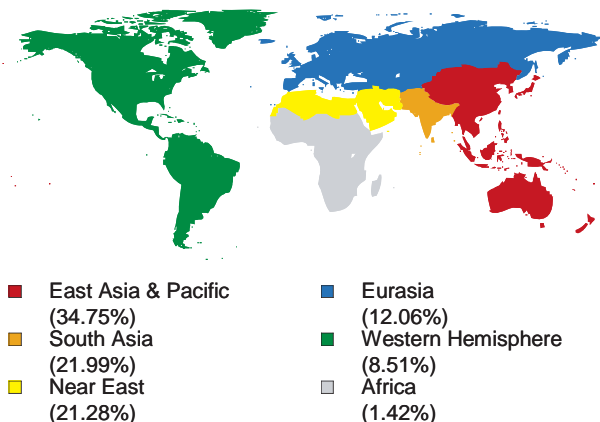 East Asia & Pacific
(34.75%)
South Asia
(21.99%)
Near East
(21.28%)
Eurasia
(12.06%)
Western Hemisphere
(8.51%)
Africa
(1.42%)